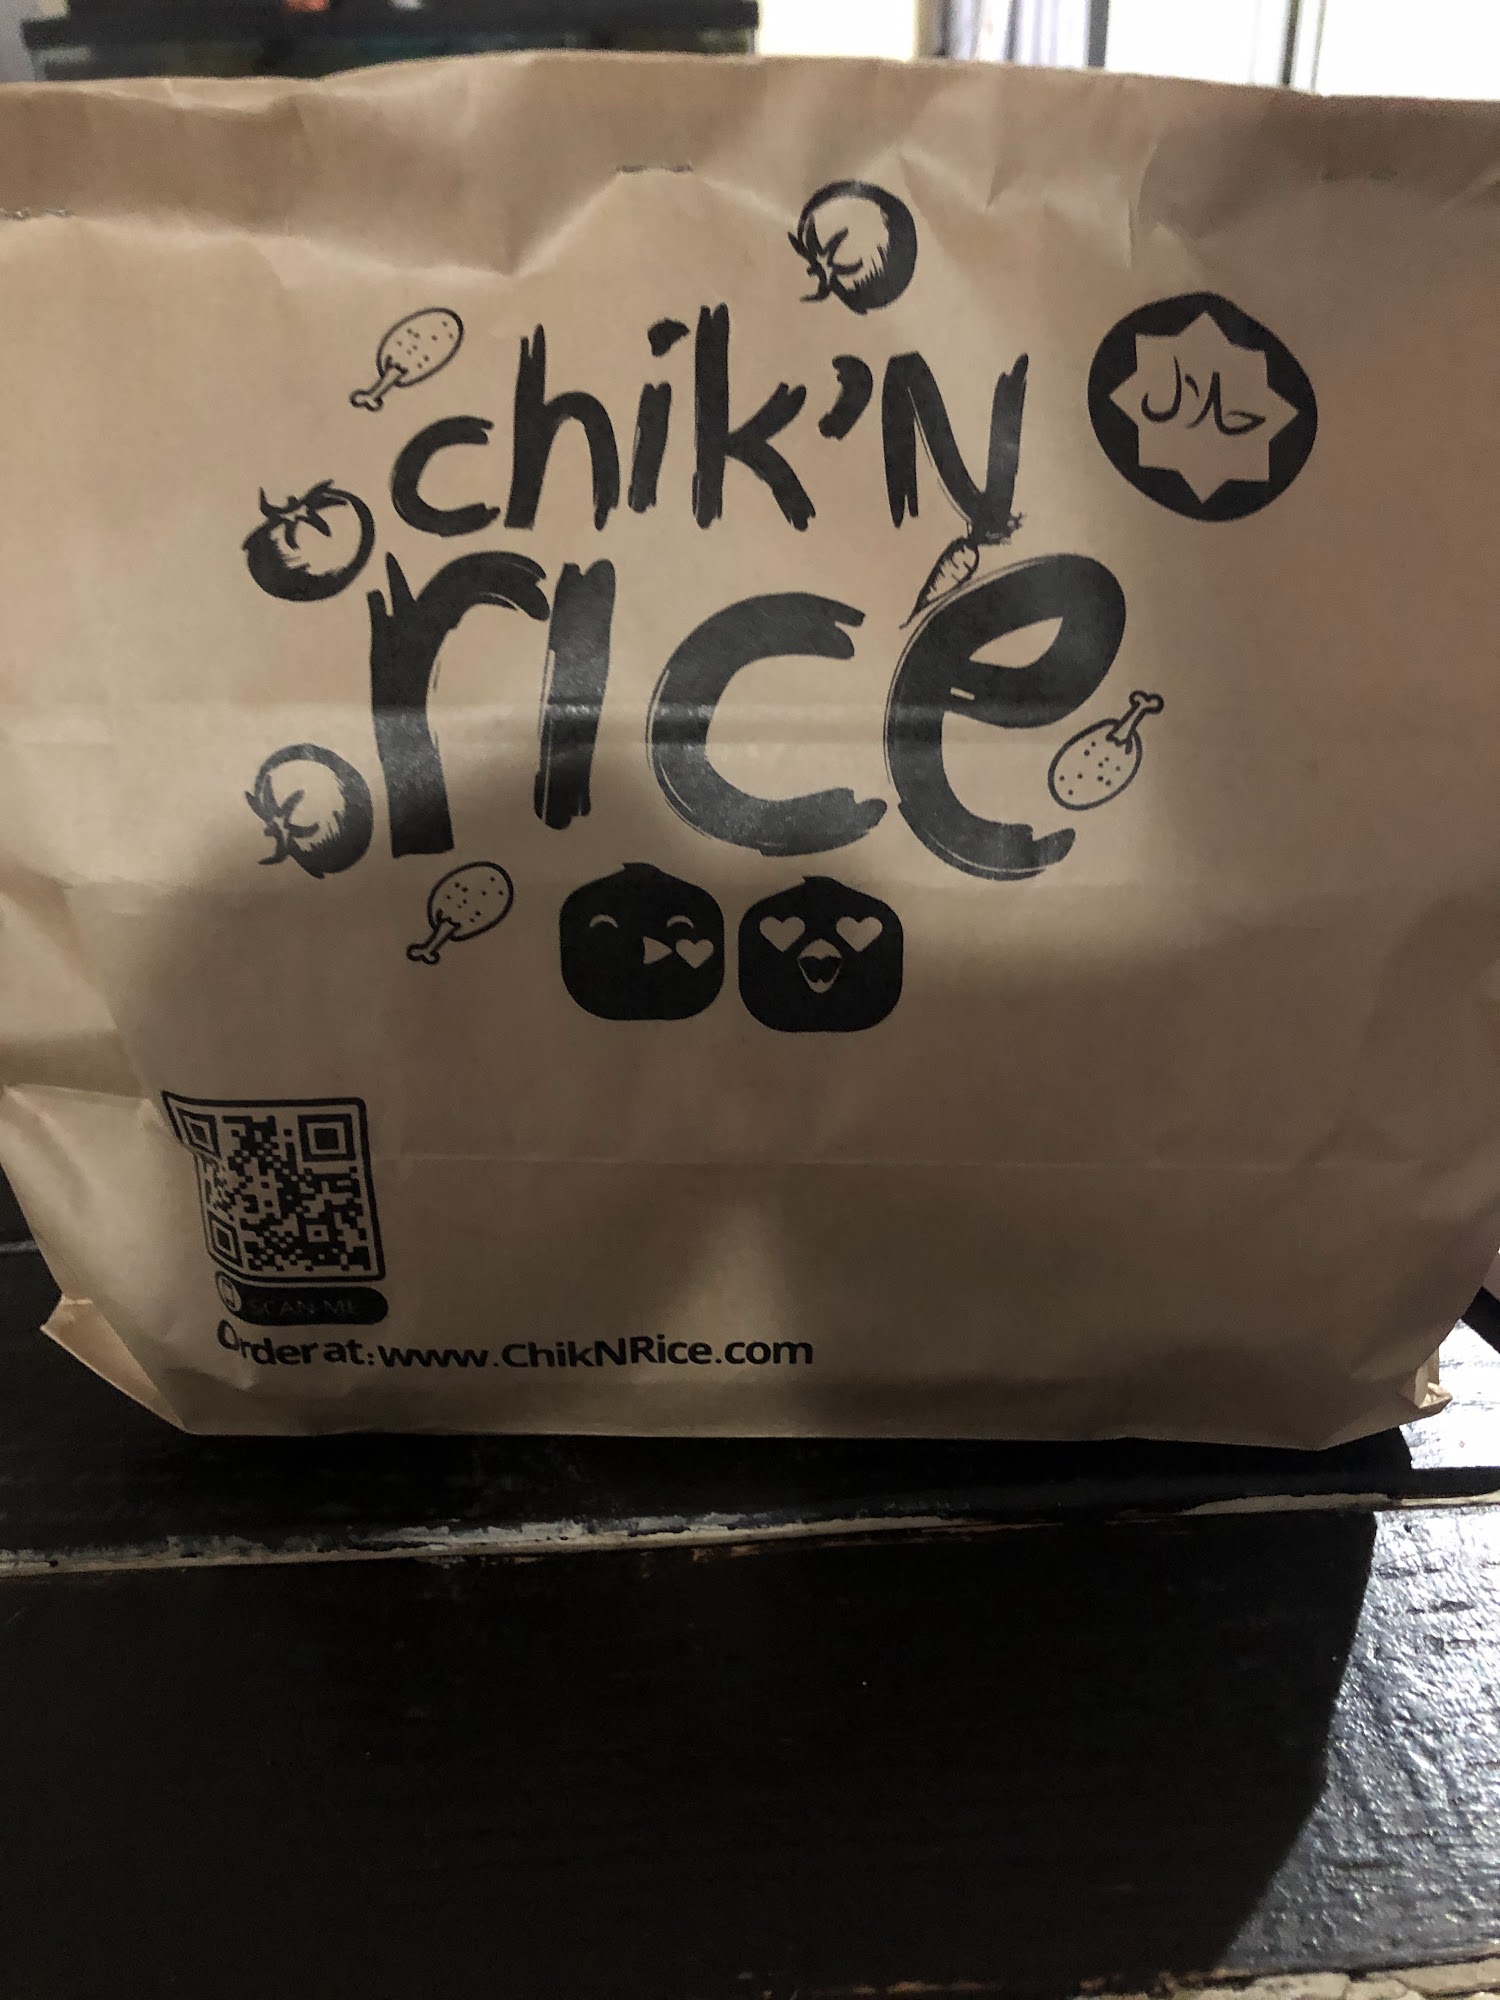 chik'N
حلال
rice
SCAN ME
Order at: www.ChikNRice.com